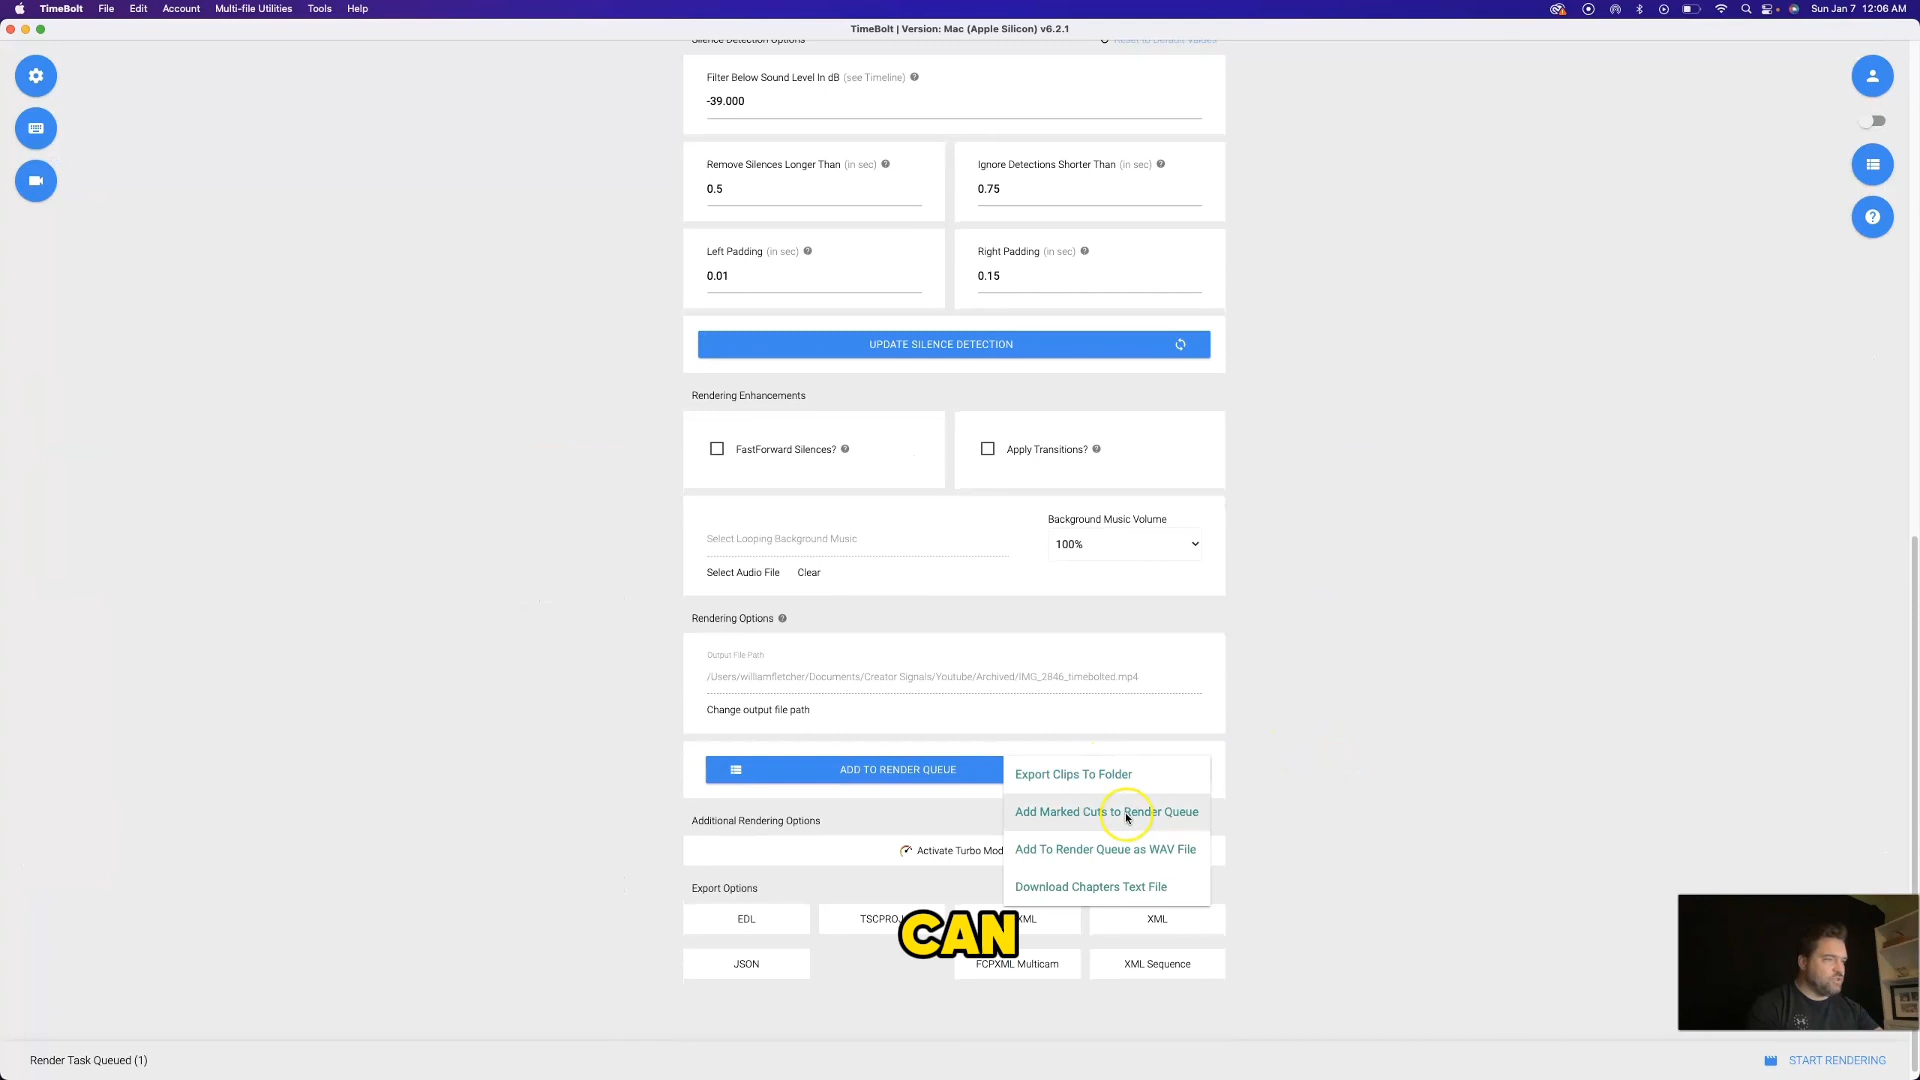 TimeBolt File Edit Account Multi-file Utilities Tools Help Sun Jan 7 12:06 AM
TimeBolt | Version: Mac (Apple Silicon) v6.2.1
Silence Detection Options Reset to Default Values
Filter Below Sound Level In dB (see Timeline)
-39.000
Remove Silences Longer Than (in sec) Ignore Detections Shorter Than (in sec)
0.5 0.75
Left Padding (in sec) Right Padding (in sec)
0.01 0.15
UPDATE SILENCE DETECTION
Rendering Enhancements
FastForward Silences? Apply Transitions?
Background Music Volume
Select Looping Background Music 100%
Select Audio File Clear
Rendering Options
Output File Path
/Users/williamfletcher/Documents/Creator Signals/Youtube/Archived/IMG_2846_timebolted.mp4
Change output file path
ADD TO RENDER QUEUE Export Clips To Folder
Add Marked Cuts to Render Queue
Additional Rendering Options
Activate Turbo Mod Add To Render Queue as WAV File
Export Options Download Chapters Text File
EDL TSCPROJ XML XML
CAN
JSON FCPXML Multicam XML Sequence
Render Task Queued (1) START RENDERING